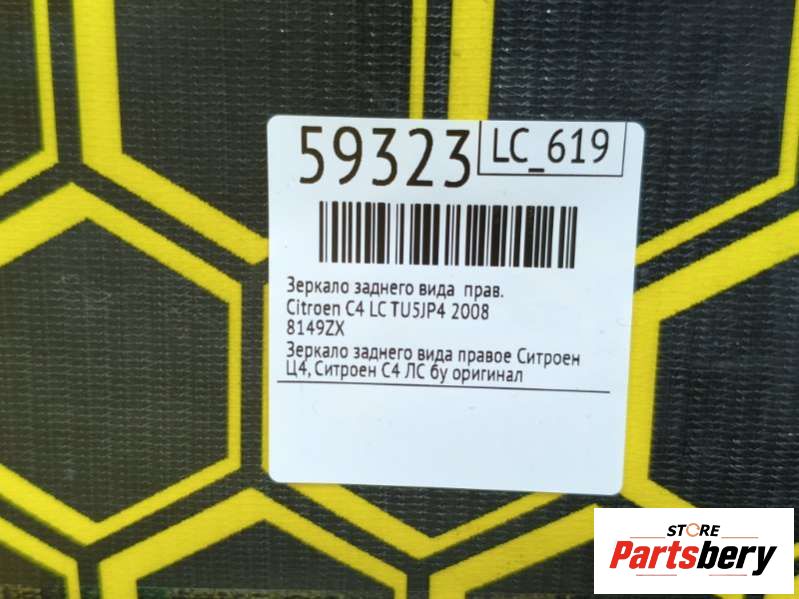 59323 LC_619
Зеркало заднего вида прав.
Citroen C4 LC TU5JP4 2008
8149ZX
Зеркало заднего вида правое Ситроен
Ц4, Ситроен С4 ЛС бу оригинал
STORE
Partsbery